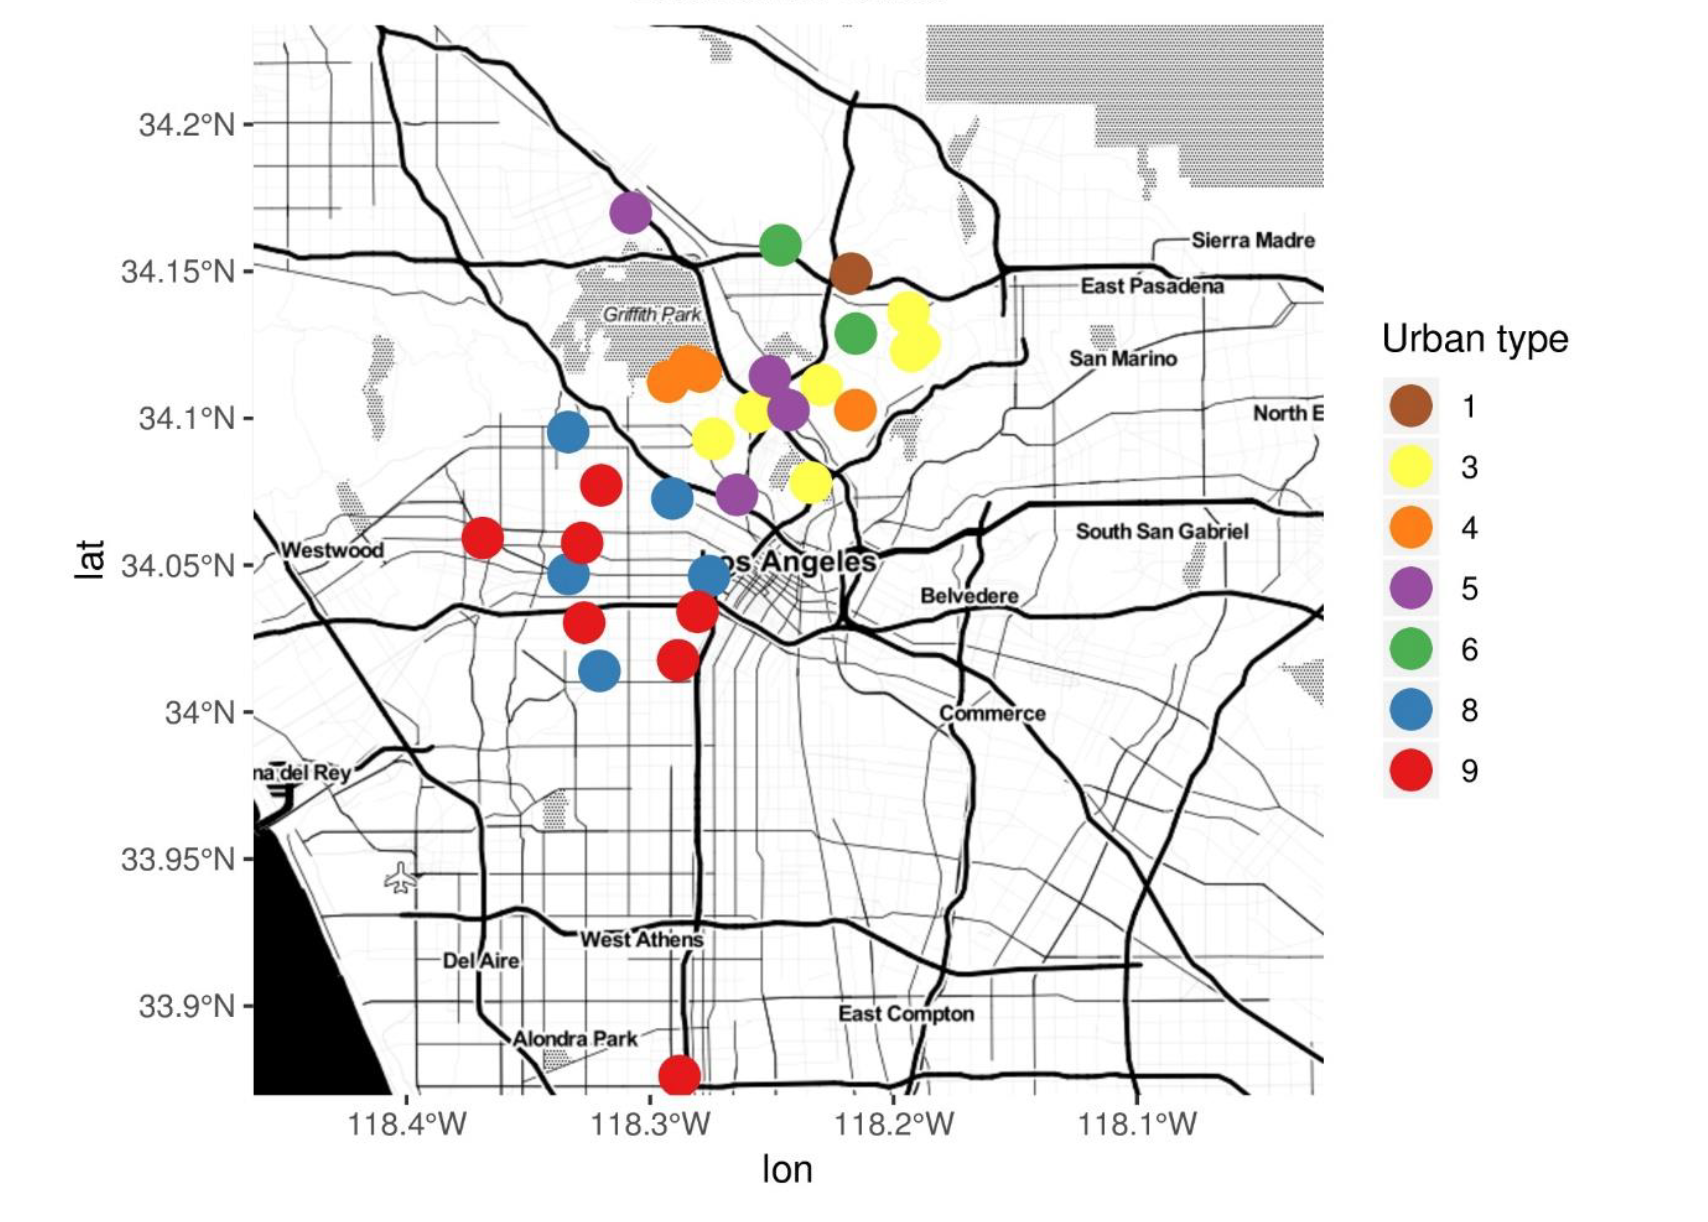 34.2°N
Sierra Madre
34.15°N
East Pasadena
Griffith Park
Urban type
San Marino
1
34.1°N
North E
3
4
South San Gabriel
Westwood
lat
34.05°N
os Angeles
5
Belvedere
6
34°N
Commerce
8
na del Rey
9
33.95°N
West Athens
Del Aire
33.9°N
East Compton
Alondra Park
118.4°W
118.3°W
118.2°W
118.1°W
lon